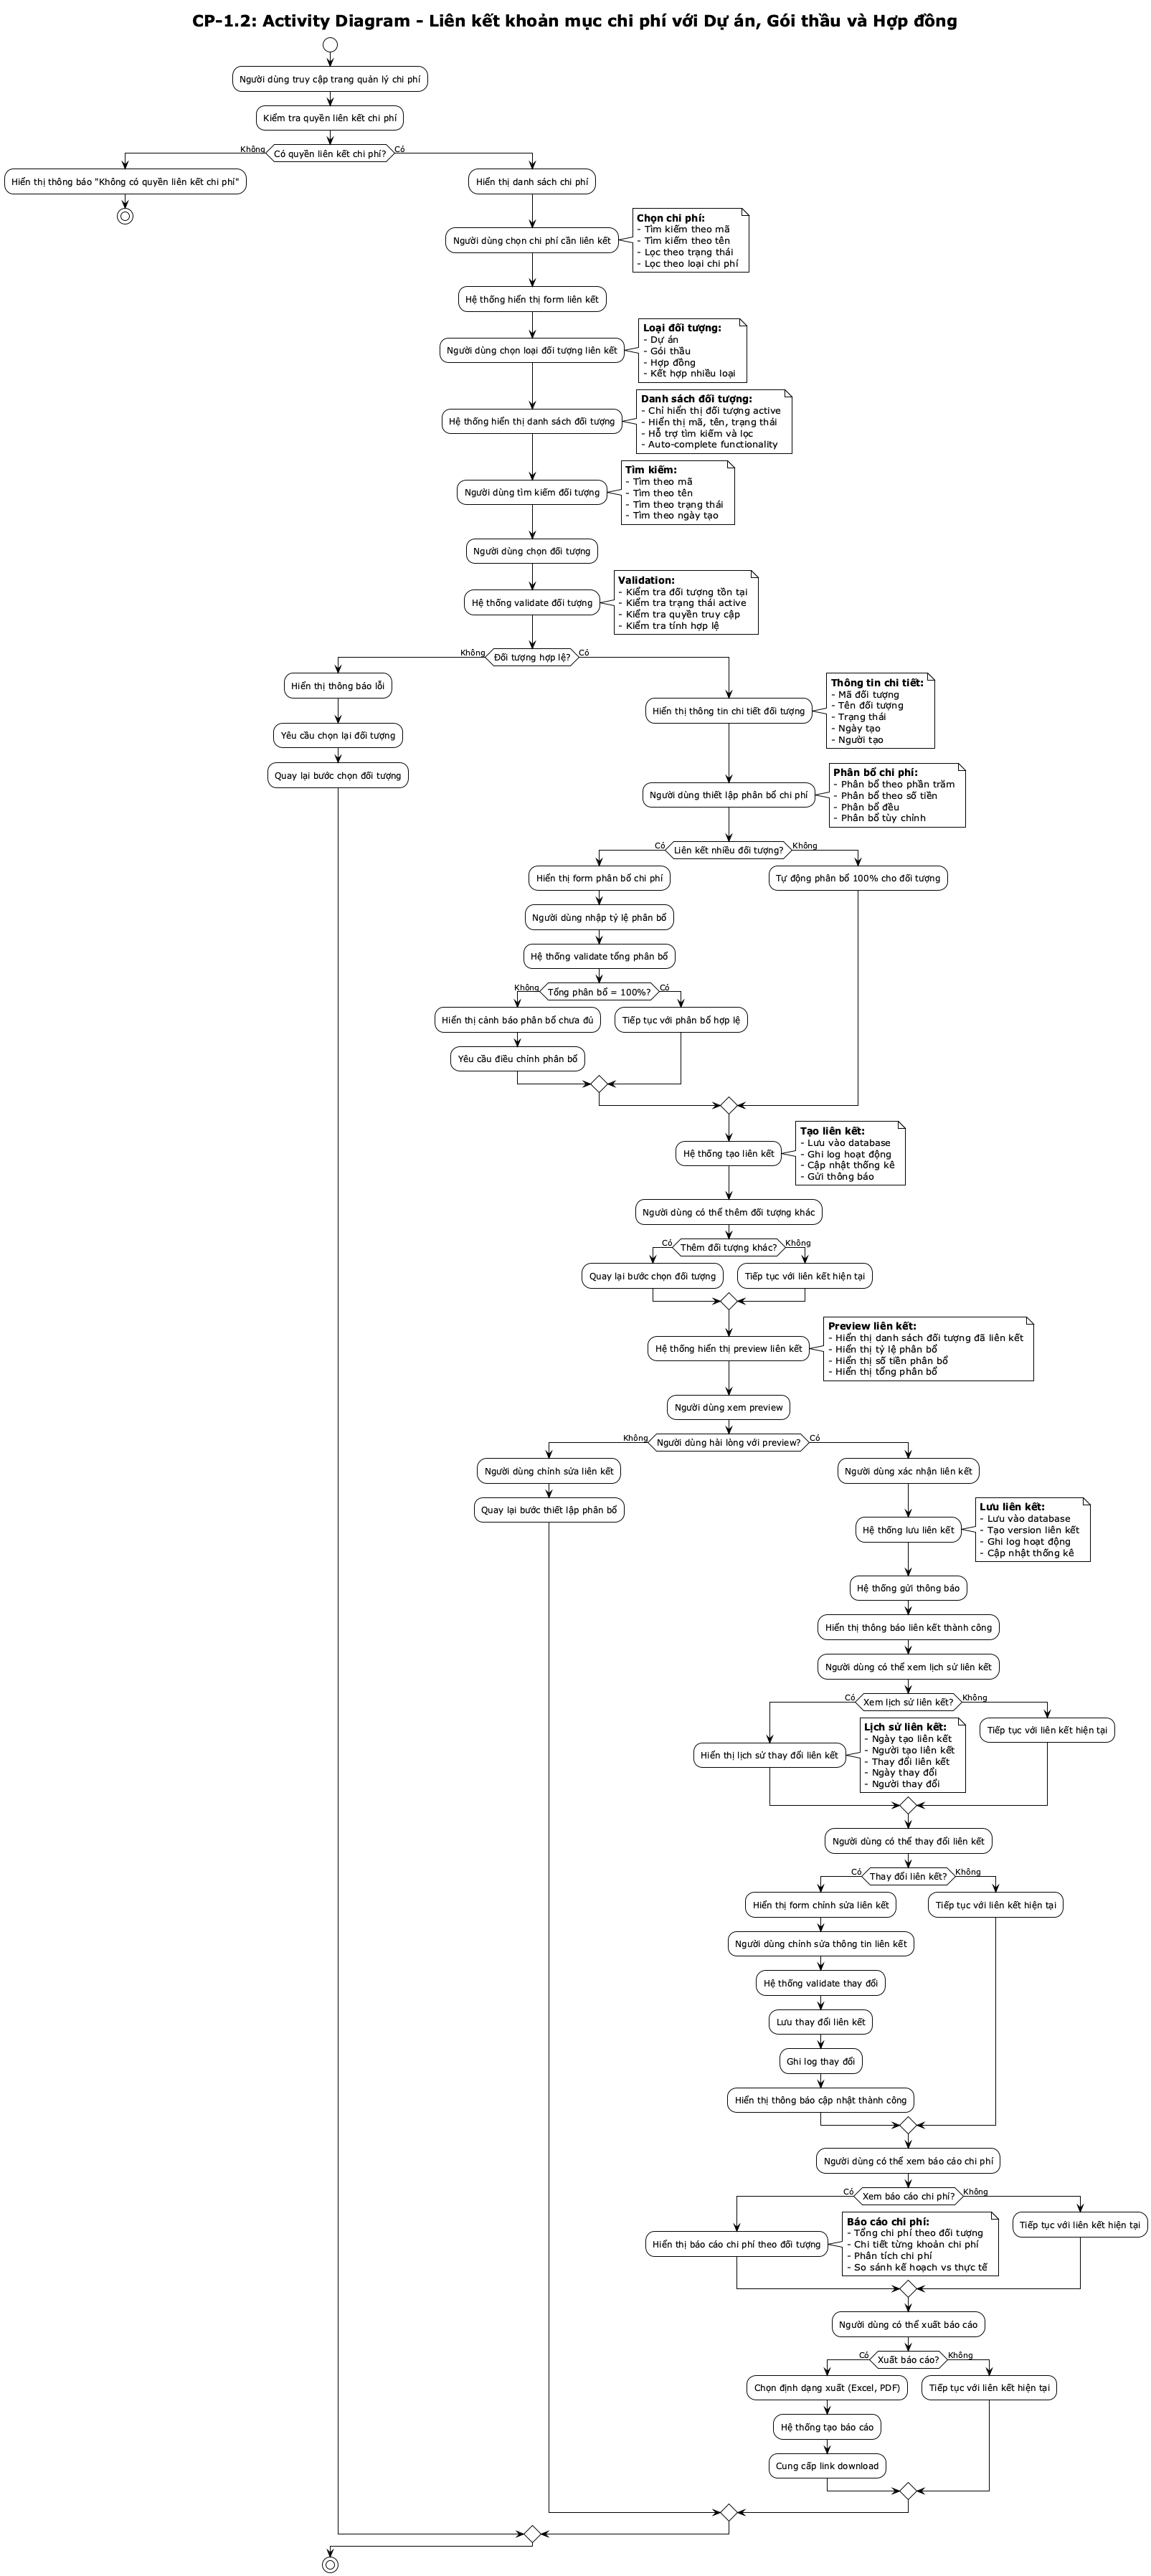 CP-1.2: Activity Diagram - Liên kết khoản mục chi phí với Dự án, Gói thầu và Hợp đồng
Người dùng truy cập trang quản lý chi phí
Kiểm tra quyền liên kết chi phí
Không
Có quyền liên kết chi phí?
Có
Hiển thị thông báo "Không có quyền liên kết chi phí"
Hiển thị danh sách chi phí
Người dùng chọn chi phí cần liên kết
Chọn chi phí:
- Tìm kiếm theo mã
- Tìm kiếm theo tên
- Lọc theo trạng thái
- Lọc theo loại chi phí
Hệ thống hiển thị form liên kết
Người dùng chọn loại đối tượng liên kết
Loại đối tượng:
- Dự án
- Gói thầu
- Hợp đồng
- Kết hợp nhiều loại
Hệ thống hiển thị danh sách đối tượng
Danh sách đối tượng:
- Chỉ hiển thị đối tượng active
- Hiển thị mã, tên, trạng thái
- Hỗ trợ tìm kiếm và lọc
- Auto-complete functionality
Người dùng tìm kiếm đối tượng
Tìm kiếm:
- Tìm theo mã
- Tìm theo tên
- Tìm theo trạng thái
- Tìm theo ngày tạo
Người dùng chọn đối tượng
Hệ thống validate đối tượng
Validation:
- Kiểm tra đối tượng tồn tại
- Kiểm tra trạng thái active
- Kiểm tra quyền truy cập
- Kiểm tra tính hợp lệ
Không
Đối tượng hợp lệ?
Có
Hiển thị thông báo lỗi
Yêu cầu chọn lại đối tượng
Quay lại bước chọn đối tượng
Hiển thị thông tin chi tiết đối tượng
Thông tin chi tiết:
- Mã đối tượng
- Tên đối tượng
- Trạng thái
- Ngày tạo
- Người tạo
Người dùng thiết lập phân bổ chi phí
Phân bổ chi phí:
- Phân bổ theo phần trăm
- Phân bổ theo số tiền
- Phân bổ đều
- Phân bổ tùy chỉnh
Có
Liên kết nhiều đối tượng?
Không
Hiển thị form phân bổ chi phí
Tự động phân bổ 100% cho đối tượng
Người dùng nhập tỷ lệ phân bổ
Hệ thống validate tổng phân bổ
Không
Tổng phân bổ = 100%?
Có
Hiển thị cảnh báo phân bổ chưa đủ
Tiếp tục với phân bổ hợp lệ
Yêu cầu điều chỉnh phân bổ
Hệ thống tạo liên kết
Tạo liên kết:
- Lưu vào database
- Ghi log hoạt động
- Cập nhật thống kê
- Gửi thông báo
Người dùng có thể thêm đối tượng khác
Có
Thêm đối tượng khác?
Không
Quay lại bước chọn đối tượng
Tiếp tục với liên kết hiện tại
Hệ thống hiển thị preview liên kết
Preview liên kết:
- Hiển thị danh sách đối tượng đã liên kết
- Hiển thị tỷ lệ phân bổ
- Hiển thị số tiền phân bổ
- Hiển thị tổng phân bổ
Người dùng xem preview
Không
Người dùng hài lòng với preview?
Có
Người dùng chỉnh sửa liên kết
Quay lại bước thiết lập phân bổ
Người dùng xác nhận liên kết
Hệ thống lưu liên kết
Lưu liên kết:
- Lưu vào database
- Tạo version liên kết
- Ghi log hoạt động
- Cập nhật thống kê
Hệ thống gửi thông báo
Hiển thị thông báo liên kết thành công
Người dùng có thể xem lịch sử liên kết
Có
Xem lịch sử liên kết?
Không
Hiển thị lịch sử thay đổi liên kết
Lịch sử liên kết:
- Ngày tạo liên kết
- Người tạo liên kết
- Thay đổi liên kết
- Ngày thay đổi
- Người thay đổi
Tiếp tục với liên kết hiện tại
Người dùng có thể thay đổi liên kết
Có
Thay đổi liên kết?
Không
Hiển thị form chỉnh sửa liên kết
Tiếp tục với liên kết hiện tại
Người dùng chỉnh sửa thông tin liên kết
Hệ thống validate thay đổi
Lưu thay đổi liên kết
Ghi log thay đổi
Hiển thị thông báo cập nhật thành công
Người dùng có thể xem báo cáo chi phí
Có
Xem báo cáo chi phí?
Không
Hiển thị báo cáo chi phí theo đối tượng
Báo cáo chi phí:
- Tổng chi phí theo đối tượng
- Chi tiết từng khoản chi phí
- Phân tích chi phí
- So sánh kế hoạch vs thực tế
Tiếp tục với liên kết hiện tại
Người dùng có thể xuất báo cáo
Có
Xuất báo cáo?
Không
Chọn định dạng xuất (Excel, PDF)
Tiếp tục với liên kết hiện tại
Hệ thống tạo báo cáo
Cung cấp link download